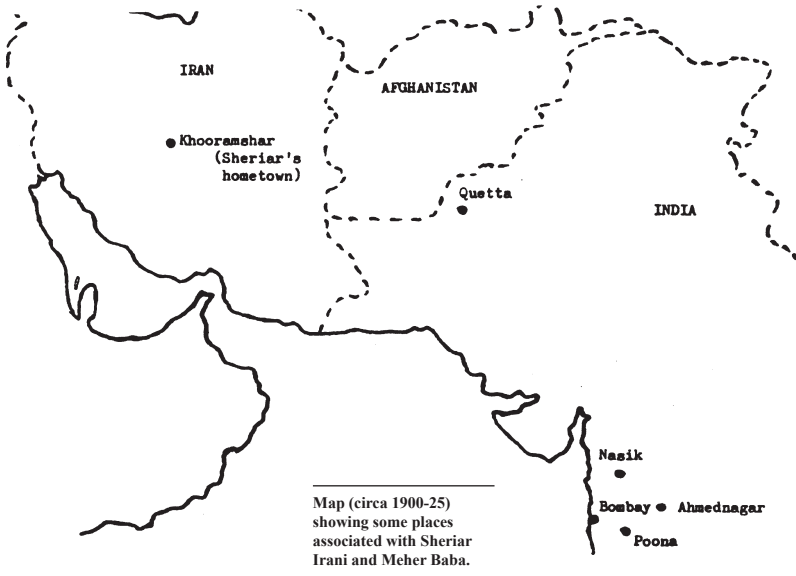 IRAN
AFGHANISTAN
Khooramshar
(Sheriar's
hometown)
Quetta
INDIA
Nasik
Bombay
Ahmednagar
Poona
Map (circa 1900-25)
showing some places
associated with Sheriar
Irani and Meher Baba.